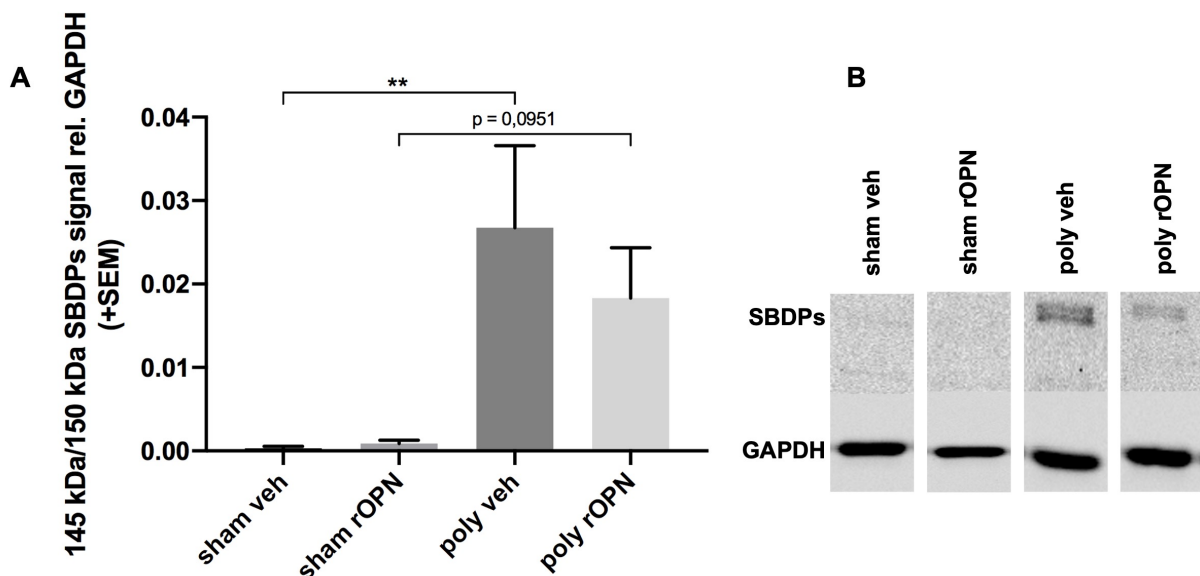 A
145 kDa/150 kDa SBDPs signal rel. GAPDH
(+SEM)
**
p = 0,0951
0.04
0.03
0.02
0.01
0.00
sham veh
sham rOPN
poly veh
poly rOPN
B
sham veh
sham rOPN
poly veh
poly rOPN
SBDPs
GAPDH